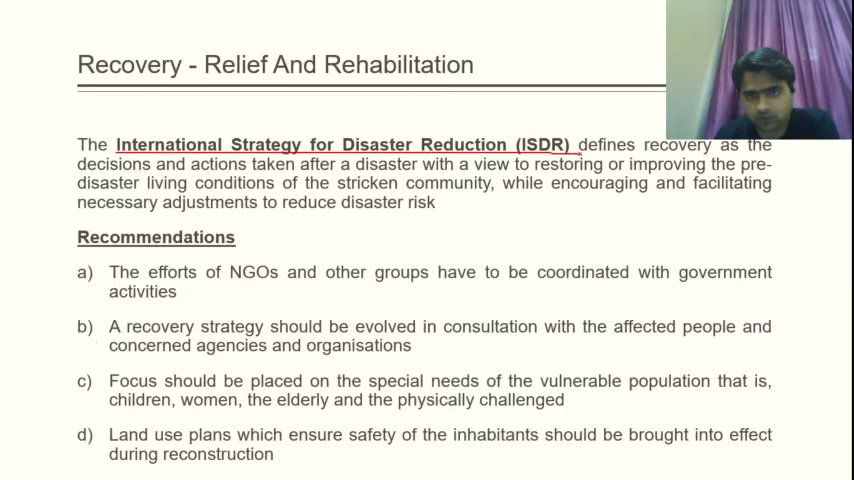 Recovery - Relief And Rehabilitation
The International Strategy for Disaster Reduction (ISDR) defines recovery as the
decisions and actions taken after a disaster with a view to restoring or improving the pre-
disaster living conditions of the stricken community, while encouraging and facilitating
necessary adjustments to reduce disaster risk
Recommendations
a) The efforts of NGOs and other groups have to be coordinated with government
activities
b) A recovery strategy should be evolved in consultation with the affected people and
concerned agencies and organisations
c) Focus should be placed on the special needs of the vulnerable population that is,
children, women, the elderly and the physically challenged
d) Land use plans which ensure safety of the inhabitants should be brought into effect
during reconstruction